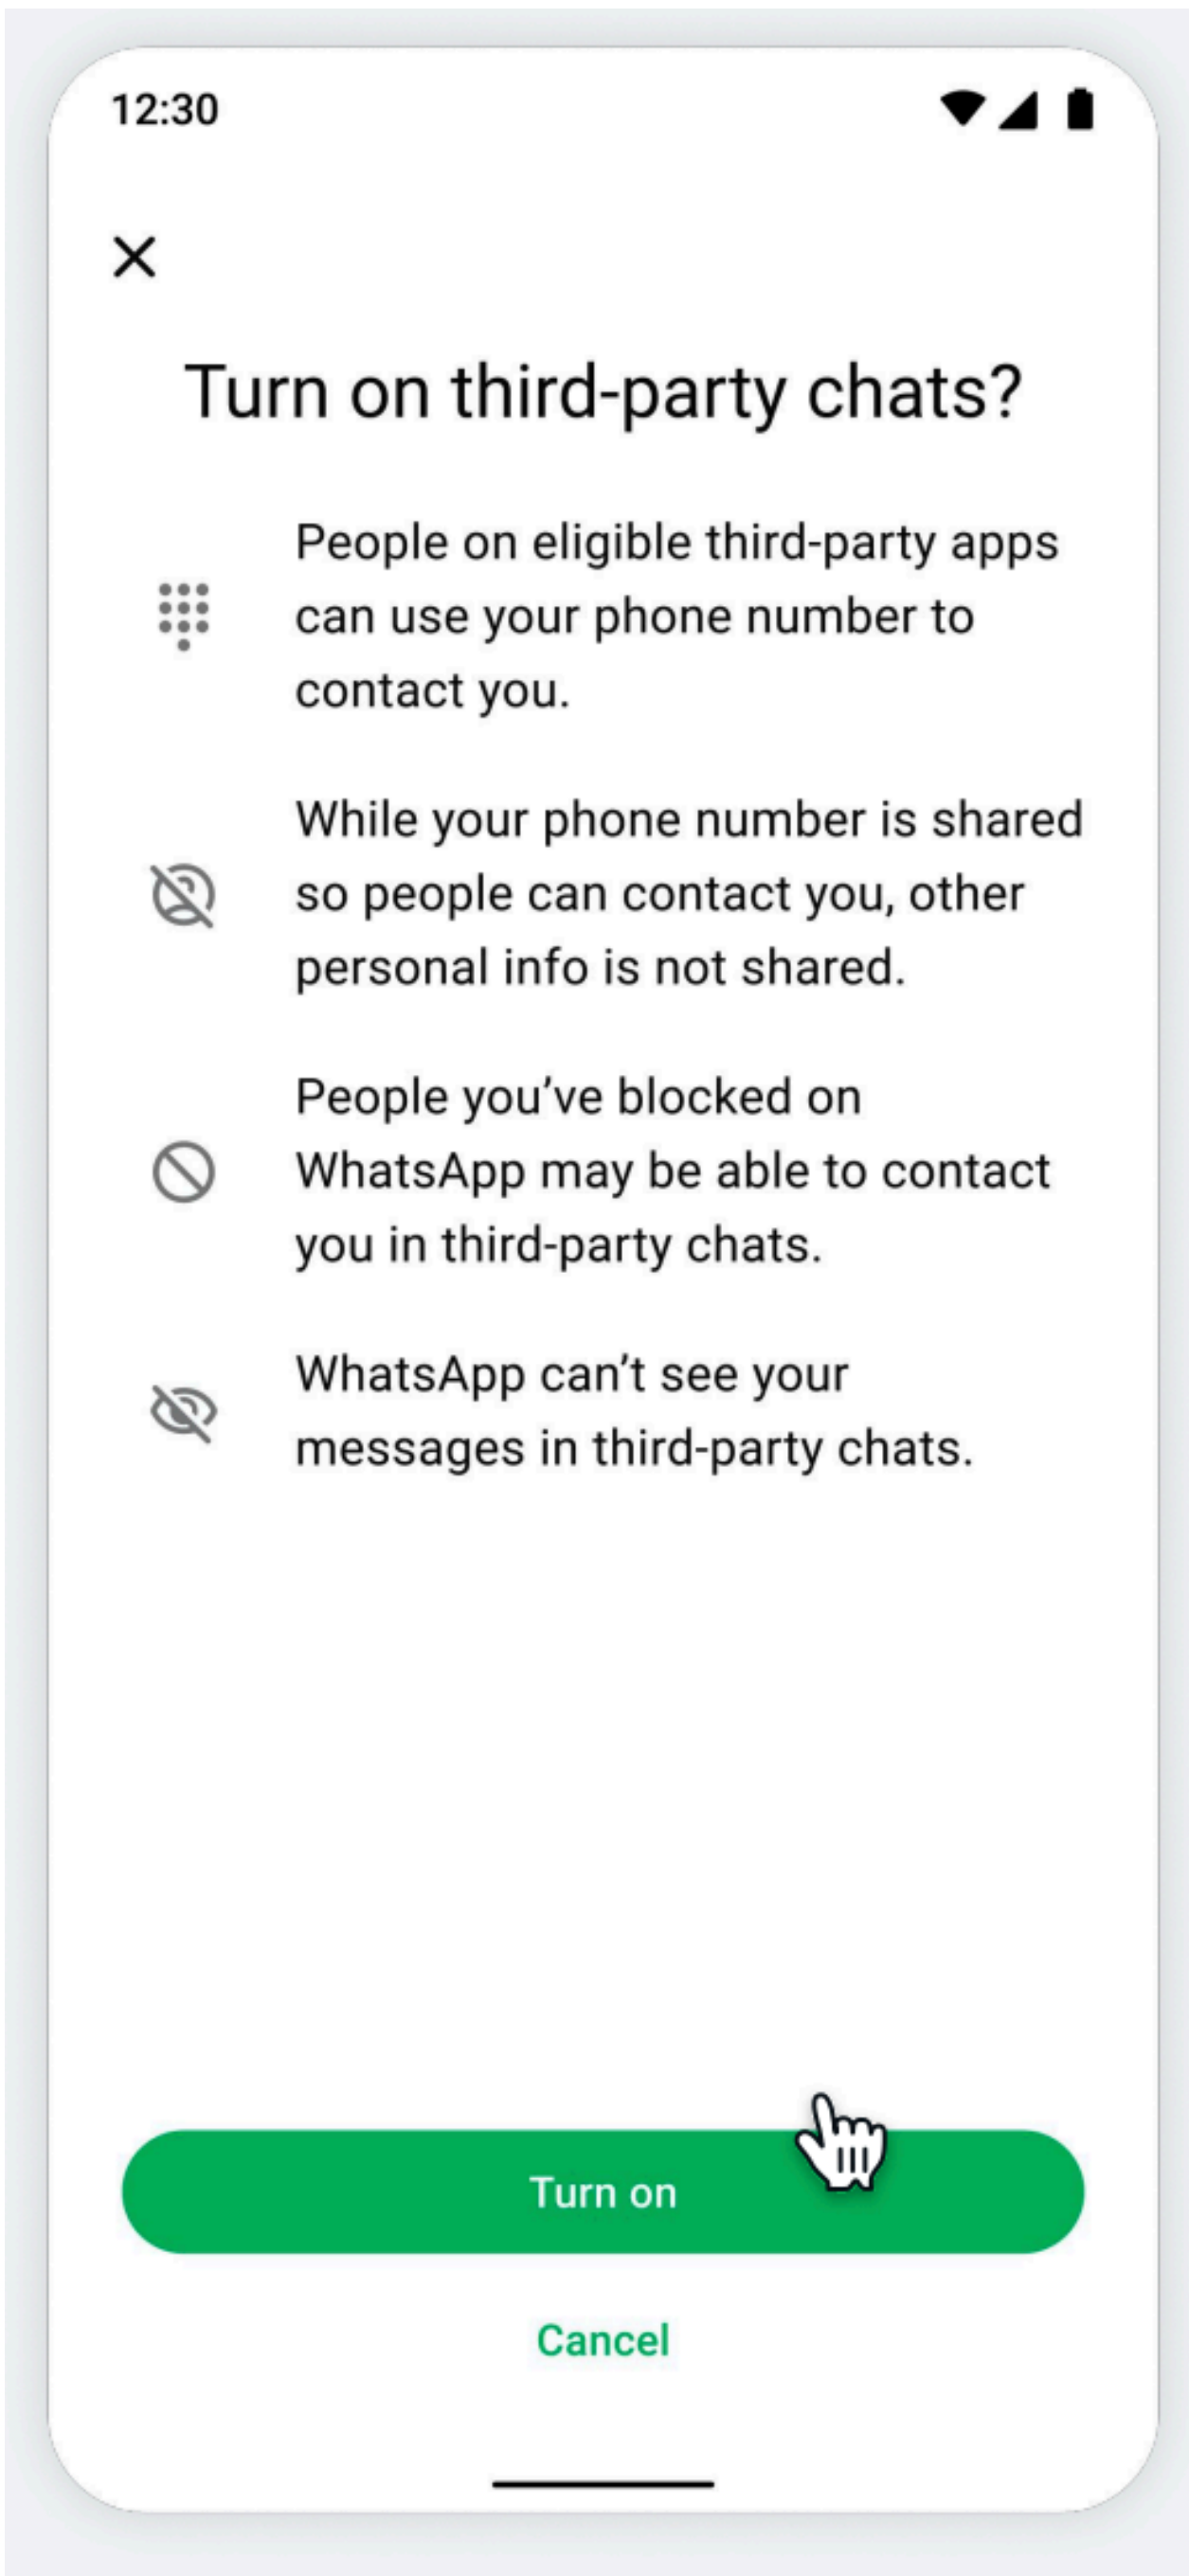 12:30
Turn on third-party chats?
People on eligible third-party apps
can use your phone number to
contact you.
While your phone number is shared
so people can contact you, other
personal info is not shared.
People you’ve blocked on
WhatsApp may be able to contact
you in third-party chats.
WhatsApp can’t see your
messages in third-party chats.
Turn on
Cancel